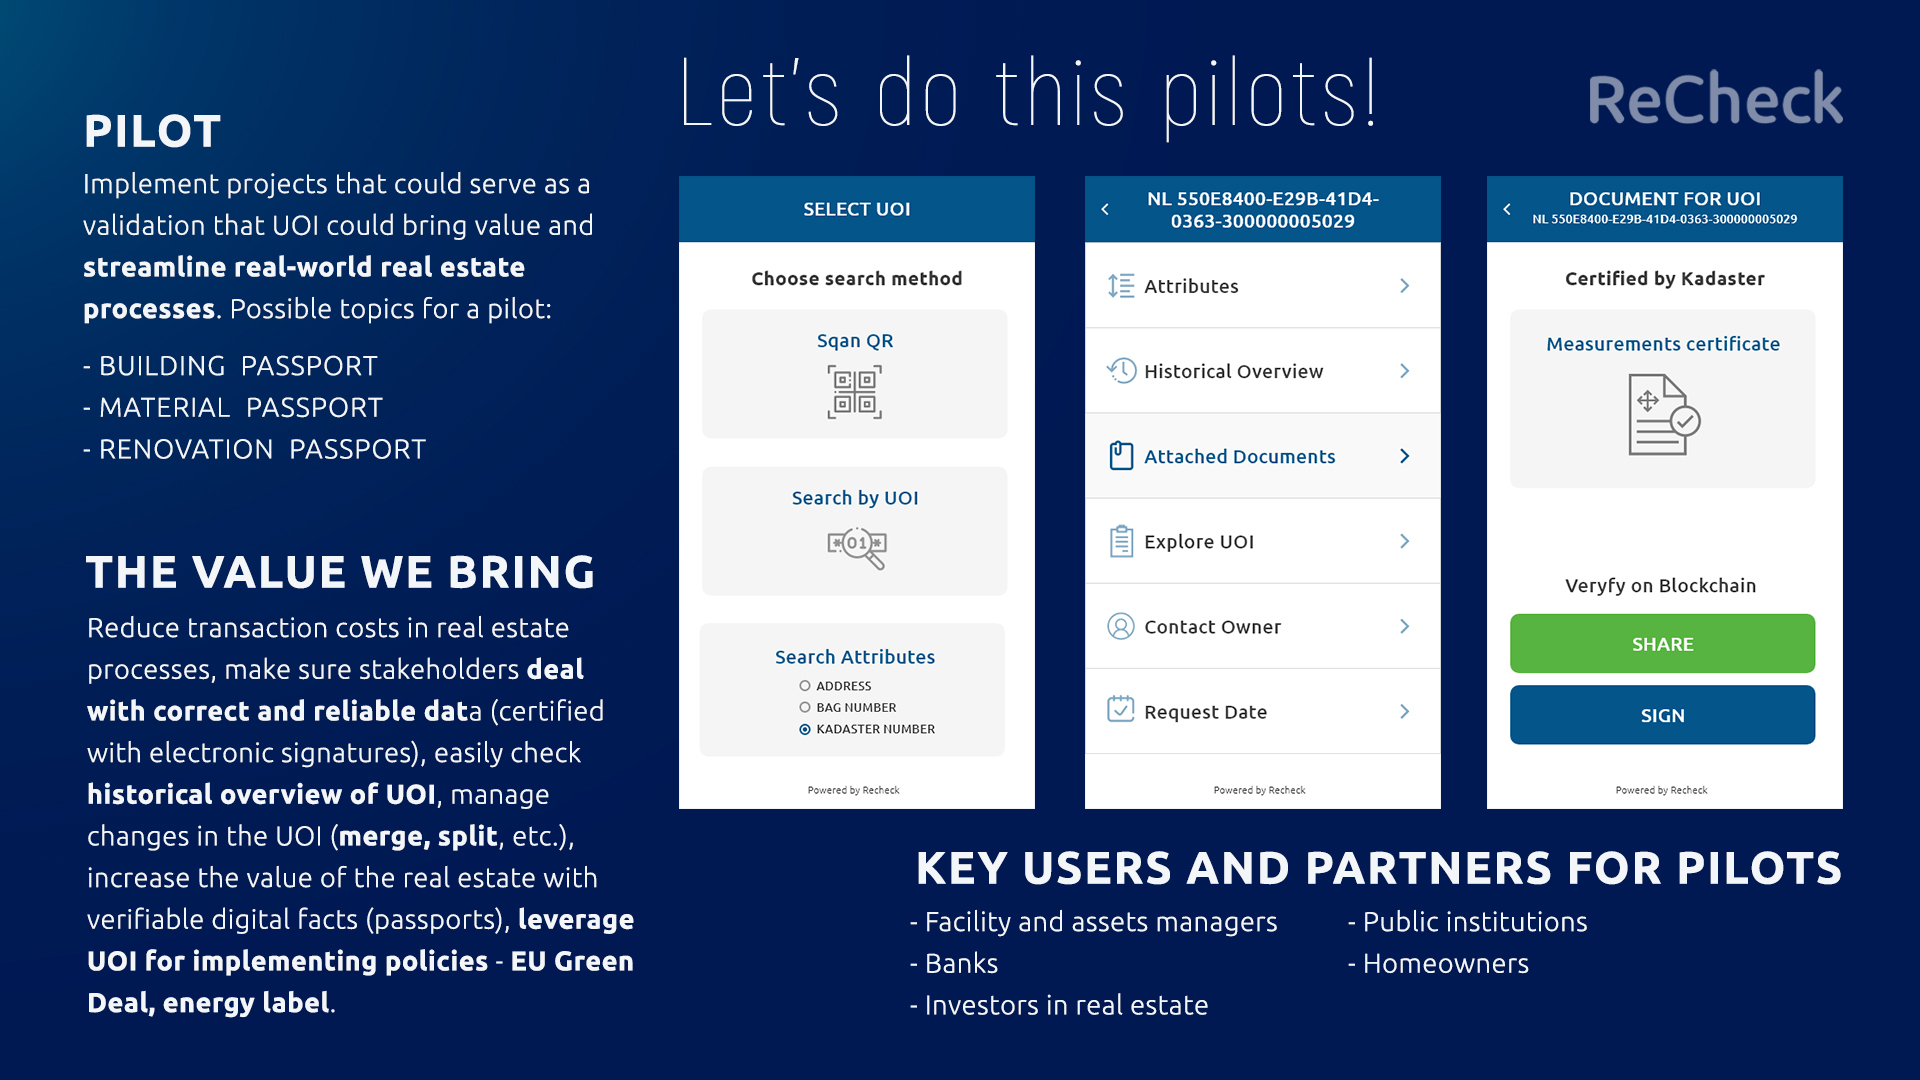 Let's do this pilots!
ReCheck
PILOT
Implement projects that could serve as a
validation that UOI could bring value and
streamline real-world real estate
processes. Possible topics for a pilot:
- BUILDING PASSPORT
- MATERIAL PASSPORT
- RENOVATION PASSPORT
THE VALUE WE BRING
Reduce transaction costs in real estate
processes, make sure stakeholders deal
with correct and reliable data (certified
with electronic signatures), easily check
historical overview of UOI, manage
changes in the UOI (merge, split, etc.),
increase the value of the real estate with
verifiable digital facts (passports), leverage
UOI for implementing policies - EU Green
Deal, energy label.
SELECT UOI
Choose search method
Sqan QR
Search by UOI
*01*
Search Attributes
ADDRESS
BAG NUMBER
KADASTER NUMBER
Powered by Recheck
NL 550E8400-E29B-41D4-
0363-300000005029
Attributes
Historical Overview
Attached Documents
Explore UOI
Contact Owner
Request Date
Powered by Recheck
DOCUMENT FOR UOI
NL 550E8400-E29B-41D4-0363-300000005029
Certified by Kadaster
Measurements certificate
Veryfy on Blockchain
SHARE
SIGN
Powered by Recheck
KEY USERS AND PARTNERS FOR PILOTS
- Facility and assets managers
- Banks
- Investors in real estate
- Public institutions
- Homeowners